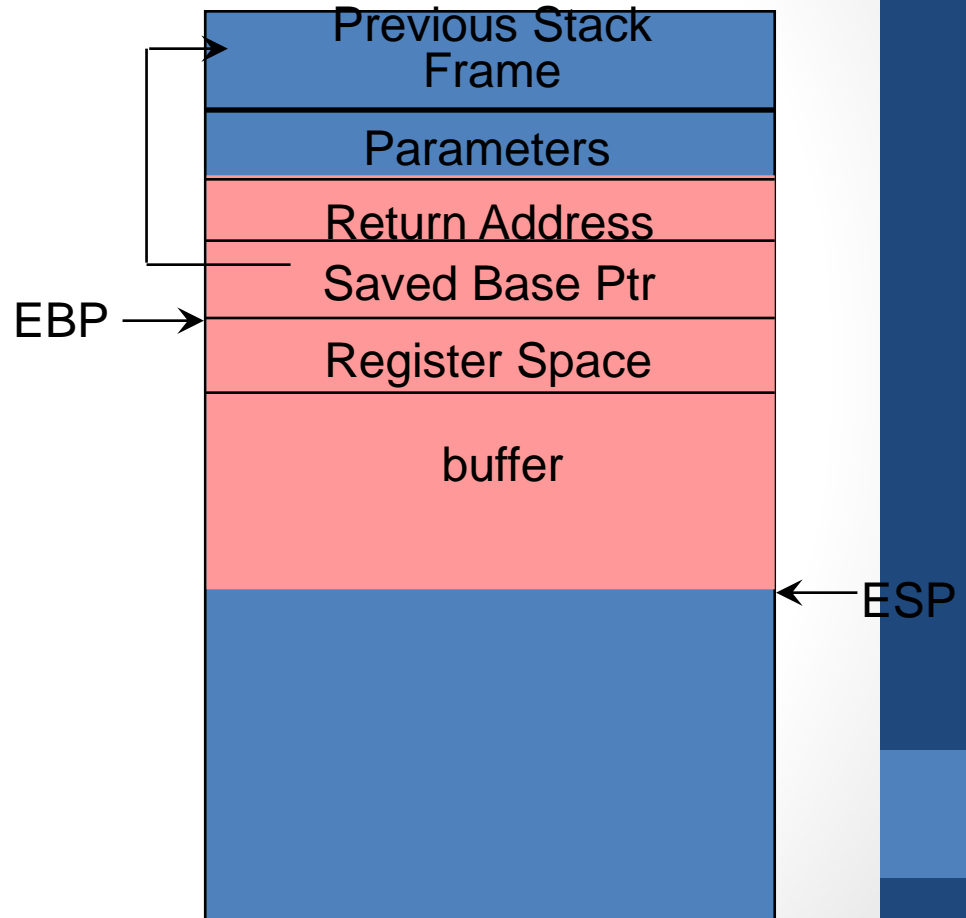 Previous Stack
Frame
Parameters
Return Address
Saved Base Ptr
EBP
Register Space
buffer
ESP